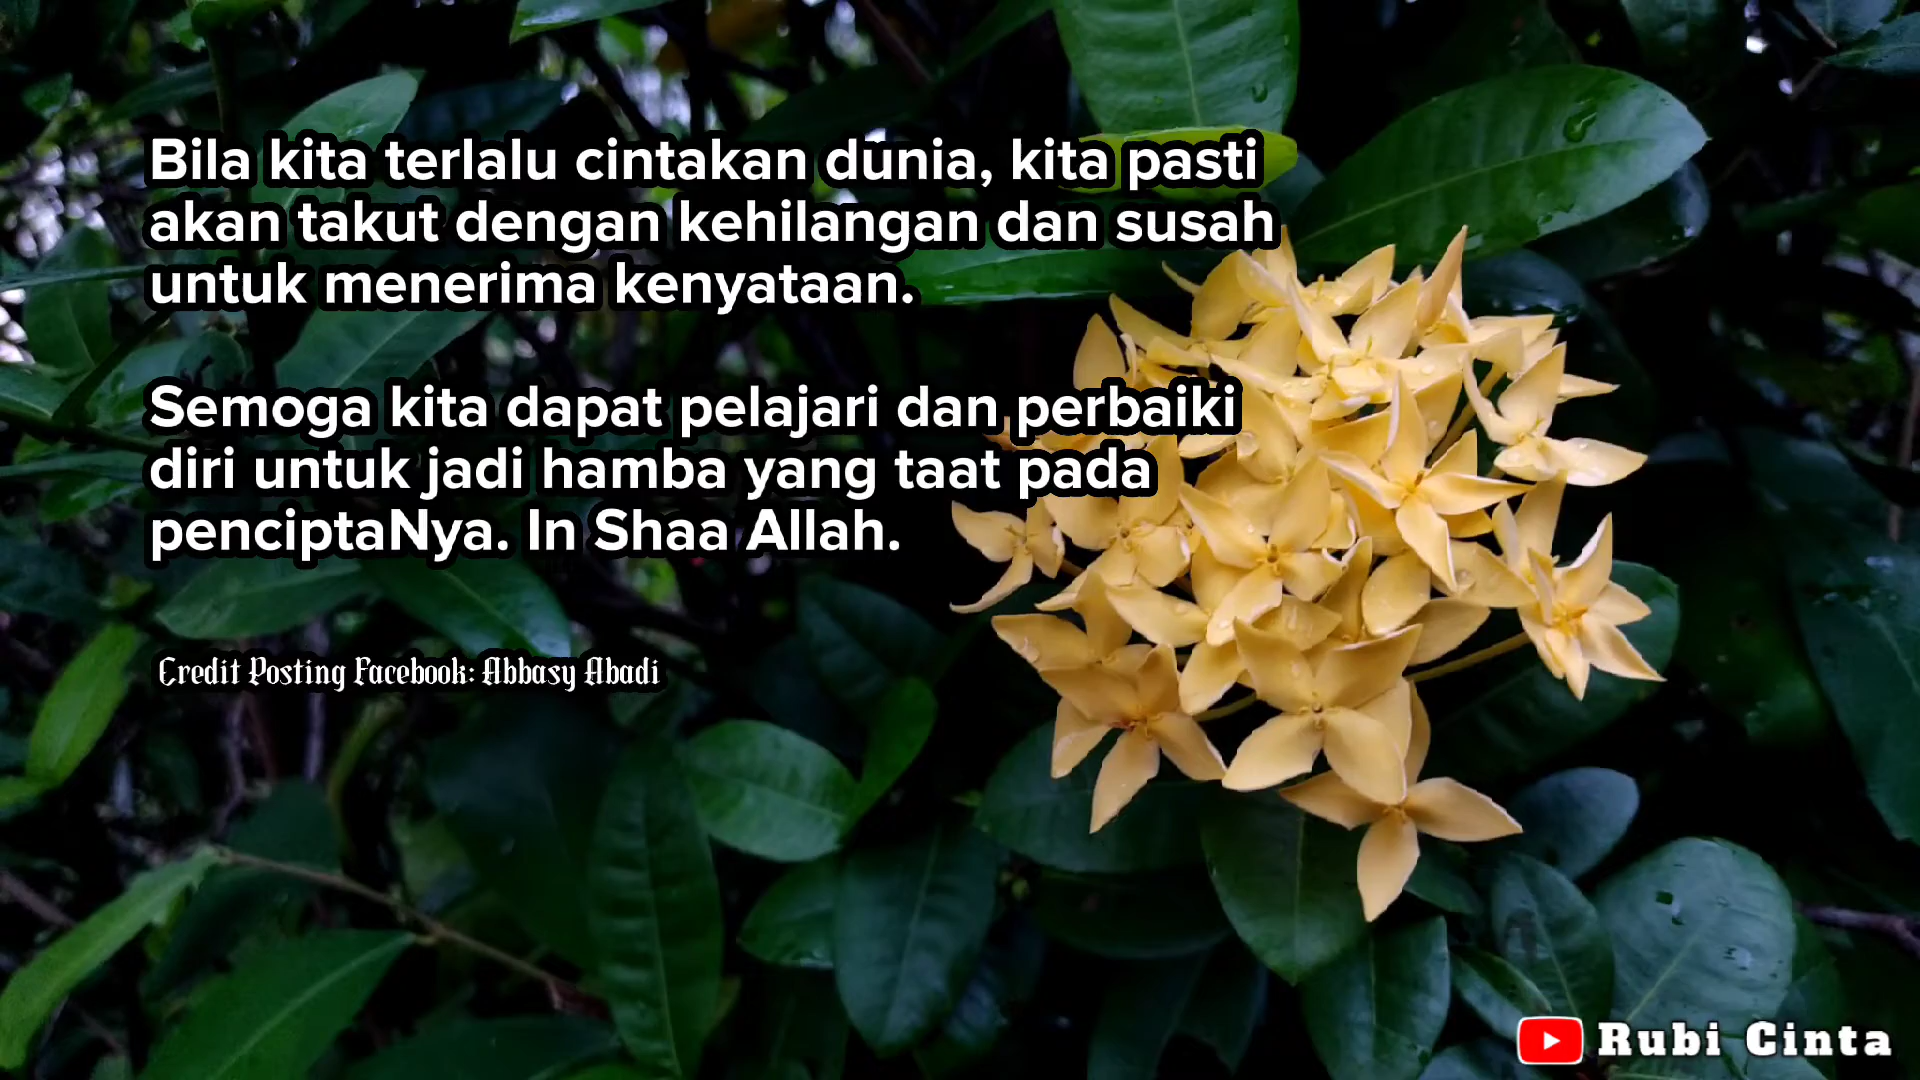 Bila kita terlalu cintakan dunia, kita pasti
akan takut dengan kehilangan dan susah
untuk menerima kenyataan.
Semoga kita dapat pelajari dan perbaiki
diri untuk jadi hamba yang taat pada
penciptaNya. In Shaa Allah.
Credit Posting Facebook: Abbasy Abadi
Rubi Cinta